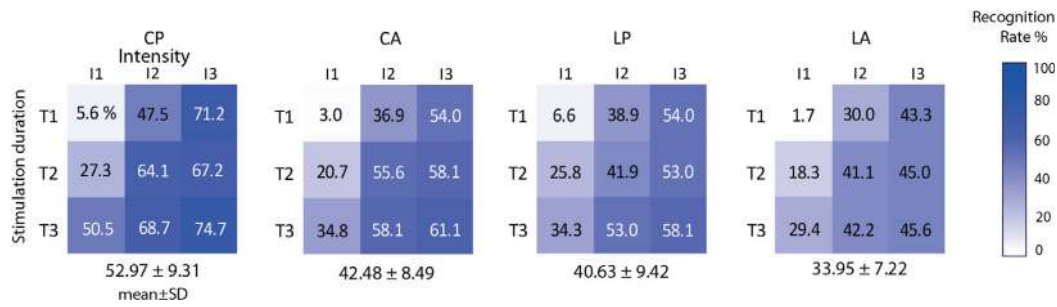 CP
Intensity
I1 I2 I3
CA
I1 I2 I3
LP
I1 I2 I3
LA
I1 I2 I3
Recognition
Rate %
Stimulation duration
T1 5.6 % 47.5 71.2
T2 27.3 64.1 67.2
T3 50.5 68.7 74.7
52.97 ± 9.31
mean±SD
T1 3.0 36.9 54.0
T2 20.7 55.6 58.1
T3 34.8 58.1 61.1
42.48 ± 8.49
T1 6.6 38.9 54.0
T2 25.8 41.9 53.0
T3 34.3 53.0 58.1
40.63 ± 9.42
T1 1.7 30.0 43.3
T2 18.3 41.1 45.0
T3 29.4 42.2 45.6
33.95 ± 7.22
100
80
60
40
20
0